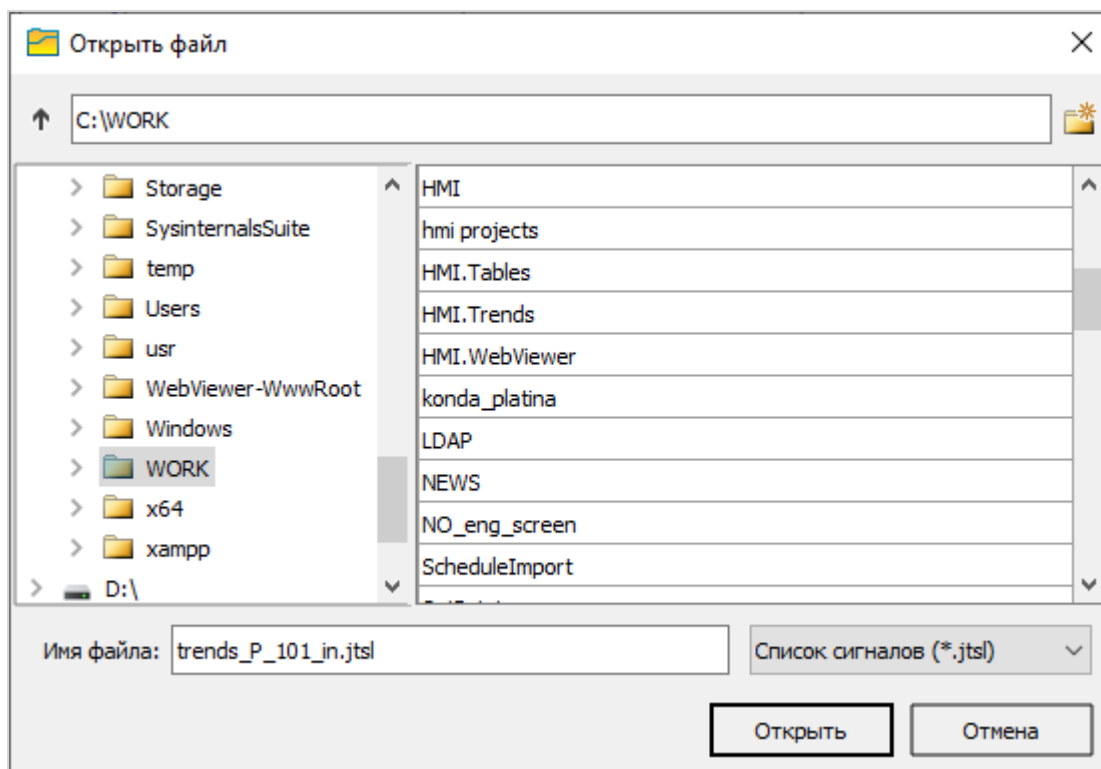 Открыть файл
C:\WORK
Storage
SysinternalsSuite
temp
Users
usr
WebViewer-WwwRoot
Windows
WORK
x64
xampp
D:\
HMI
hmi projects
HMI.Tables
HMI.Trends
HMI.WebViewer
konda_platina
LDAP
NEWS
NO_eng_screen
ScheduleImport
Имя файла: trends_P_101_in.jtsl Список сигналов (*.jtsl)
Открыть Отмена